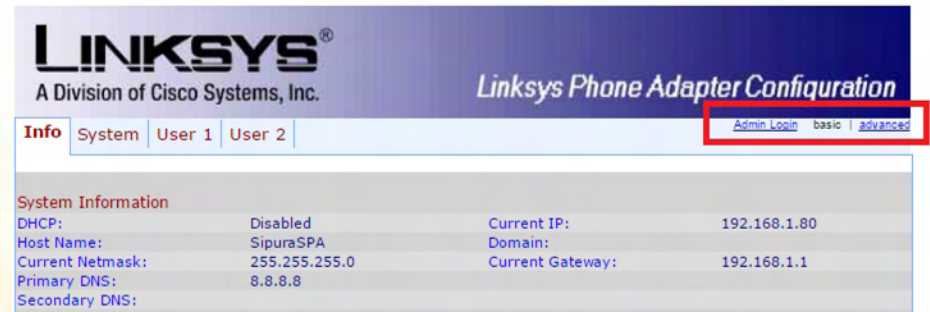 LINKSYS®
A Division of Cisco Systems, Inc.
Linksys Phone Adapter Configuration
Info System User 1 User 2
Admin Login basic | advanced
System Information
DHCP: Disabled Current IP: 192.168.1.80
Host Name: SipuraSPA Domain:
Current Netmask: 255.255.255.0 Current Gateway: 192.168.1.1
Primary DNS: 8.8.8.8
Secondary DNS: